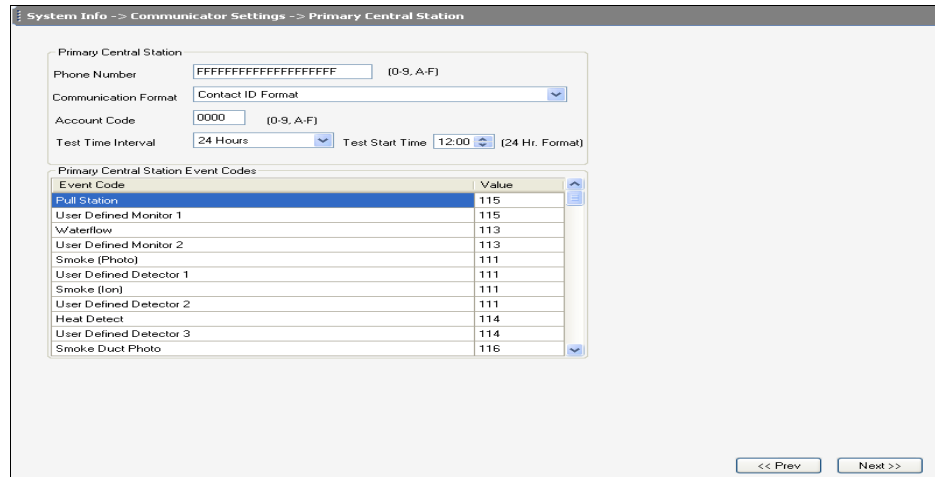 System Info -> Communicator Settings -> Primary Central Station
Primary Central Station
Phone Number FFFFFFFFFFFFFFFFFFFF (0-9, A-F)
Communication Format Contact ID Format
Account Code 0000 (0-9, A-F)
Test Time Interval 24 Hours Test Start Time 12:00 (24 Hr. Format)
Primary Central Station Event Codes
Event Code Value
Pull Station 115
User Defined Monitor 1 115
Waterflow 113
User Defined Monitor 2 113
Smoke (Photo) 111
User Defined Detector 1 111
Smoke (Ion) 111
User Defined Detector 2 111
Heat Detect 114
User Defined Detector 3 114
Smoke Duct Photo 116
<< Prev Next >>